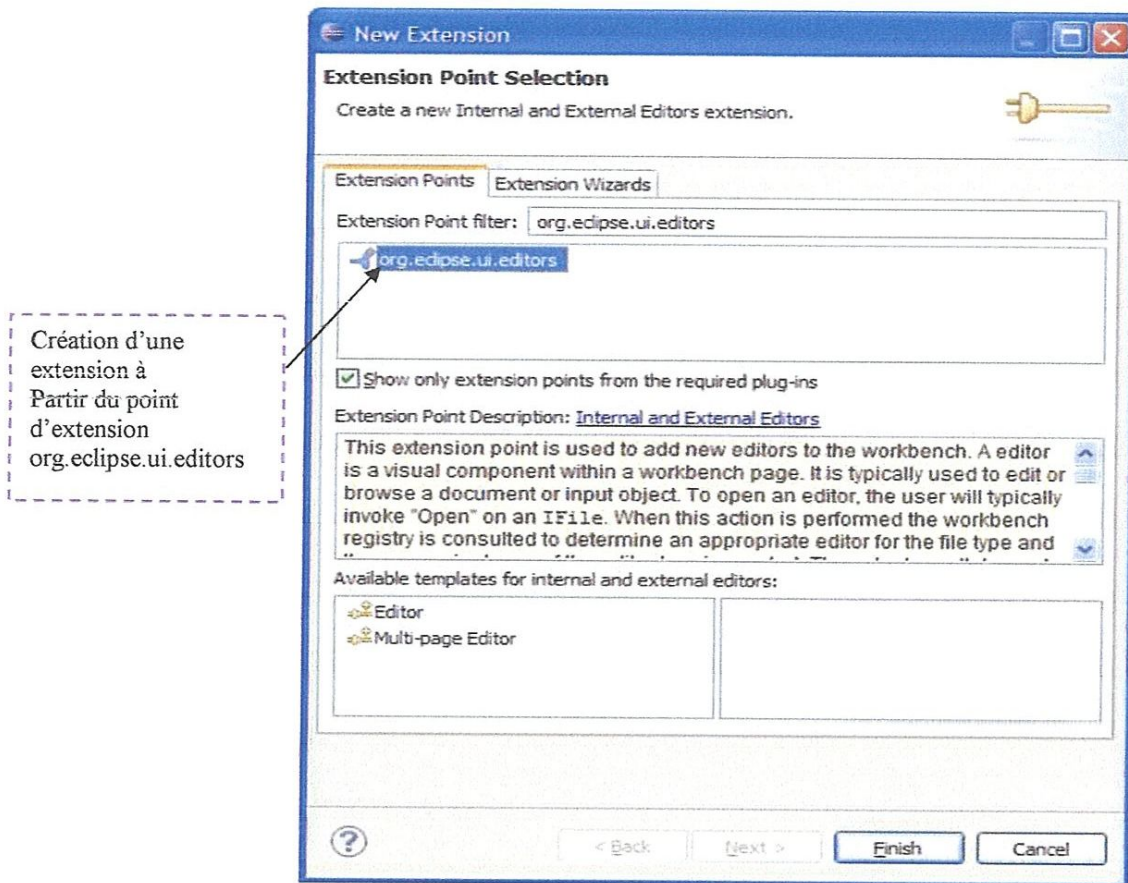 New Extension
Extension Point Selection
Create a new Internal and External Editors extension.
Extension Points
Extension Wizards
Extension Point filter: org.eclipse.ui.editors
org.eclipse.ui.editors
Création d'une
extension à
Partir du point
d'extension
org.eclipse.ui.editors
Show only extension points from the required plug-ins
Extension Point Description: Internal and External Editors
This extension point is used to add new editors to the workbench. A editor
is a visual component within a workbench page. It is typically used to edit or
browse a document or input object. To open an editor, the user will typically
invoke "Open" on an IFile. When this action is performed the workbench
registry is consulted to determine an appropriate editor for the file type and
Available templates for internal and external editors:
Editor
Multi-page Editor
?
< Back
Next >
Finish
Cancel